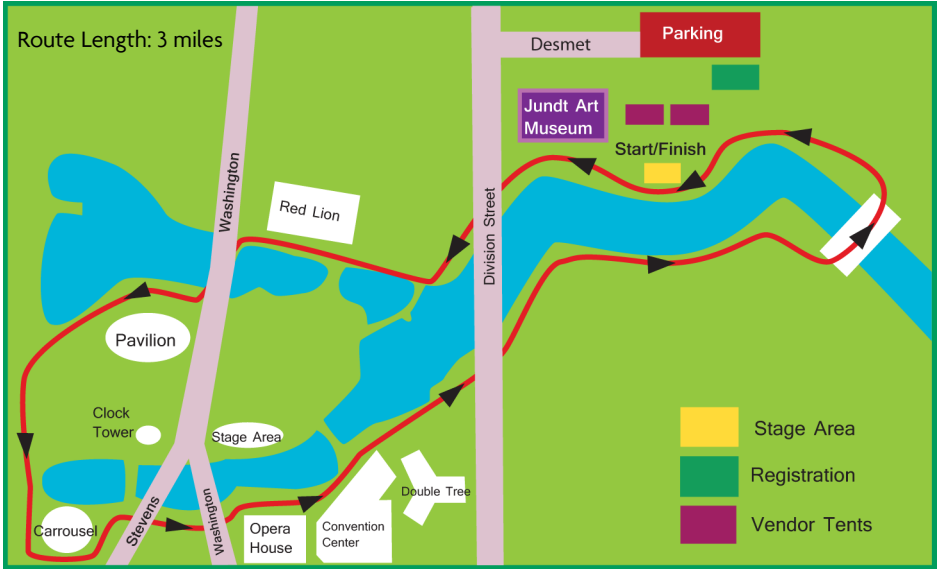 Route Length: 3 miles
Parking
Desmet
Jundt Art
Museum
Start/Finish
Washington
Red Lion
Division Street
Pavilion
Clock
Tower
Stage Area
Stevens
Washington
Carrousel
Opera
House
Convention
Center
Double Tree
Stage Area
Registration
Vendor Tents